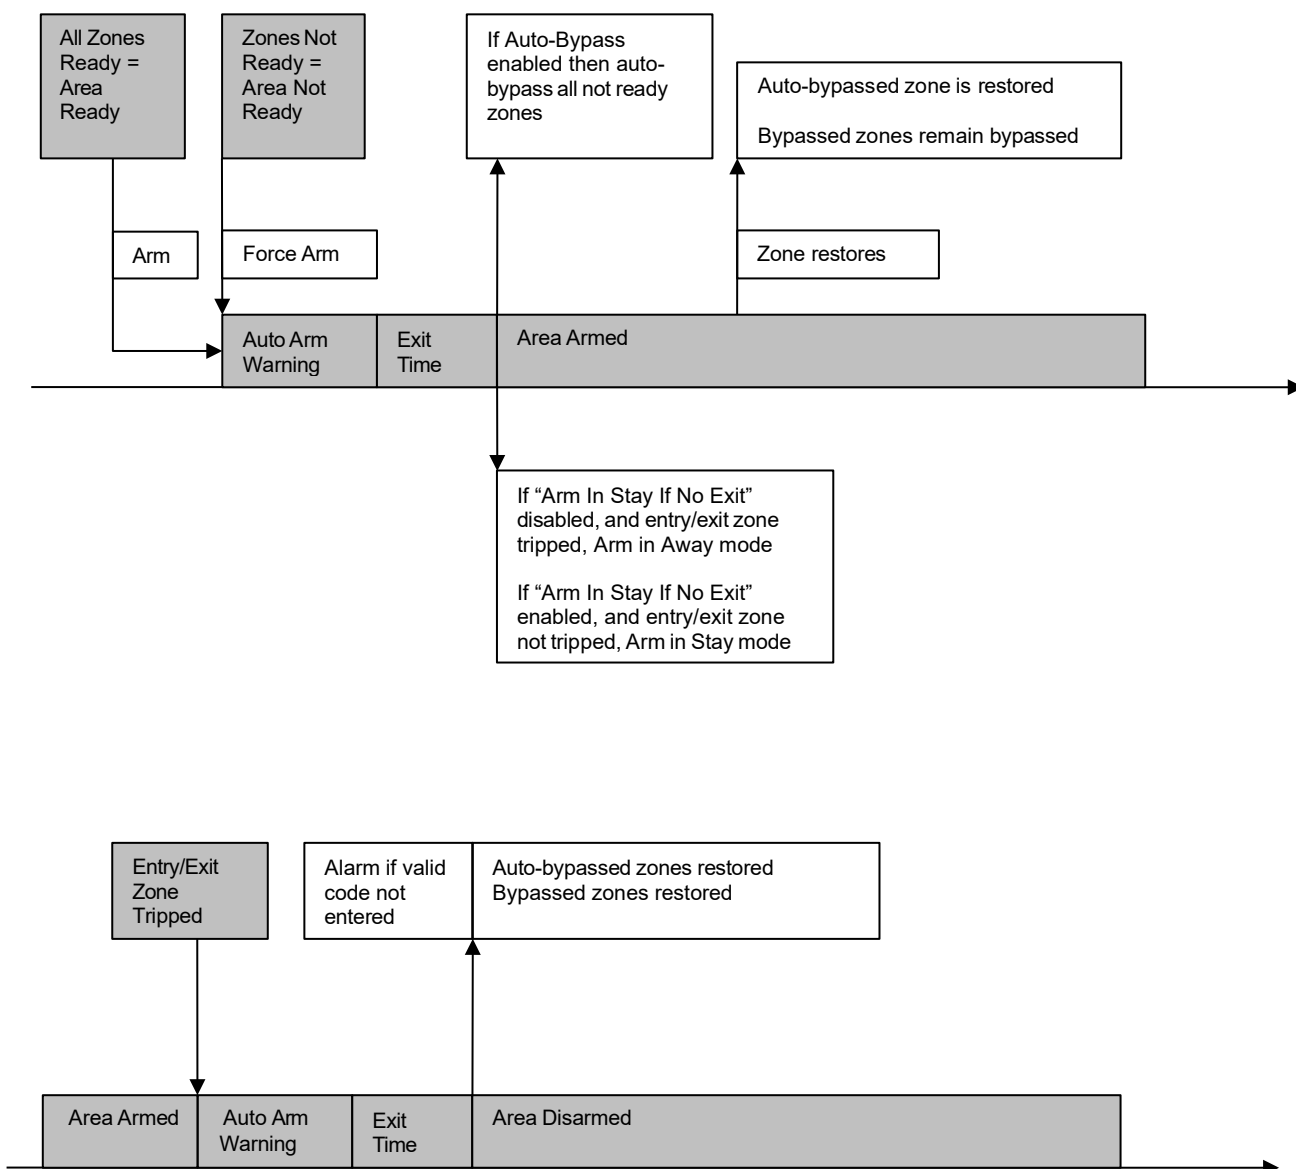 All Zones
Ready =
Area
Ready
Zones Not
Ready =
Area Not
Ready
If Auto-Bypass
enabled then auto-
bypass all not ready
zones
Auto-bypassed zone is restored
Bypassed zones remain bypassed
Arm
Force Arm
Zone restores
Auto Arm
Warning
Exit
Time
Area Armed
If “Arm In Stay If No Exit”
disabled, and entry/exit zone
tripped, Arm in Away mode
If “Arm In Stay If No Exit”
enabled, and entry/exit zone
not tripped, Arm in Stay mode
Entry/Exit
Zone
Tripped
Alarm if valid
code not
entered
Auto-bypassed zones restored
Bypassed zones restored
Area Armed
Auto Arm
Warning
Exit
Time
Area Disarmed